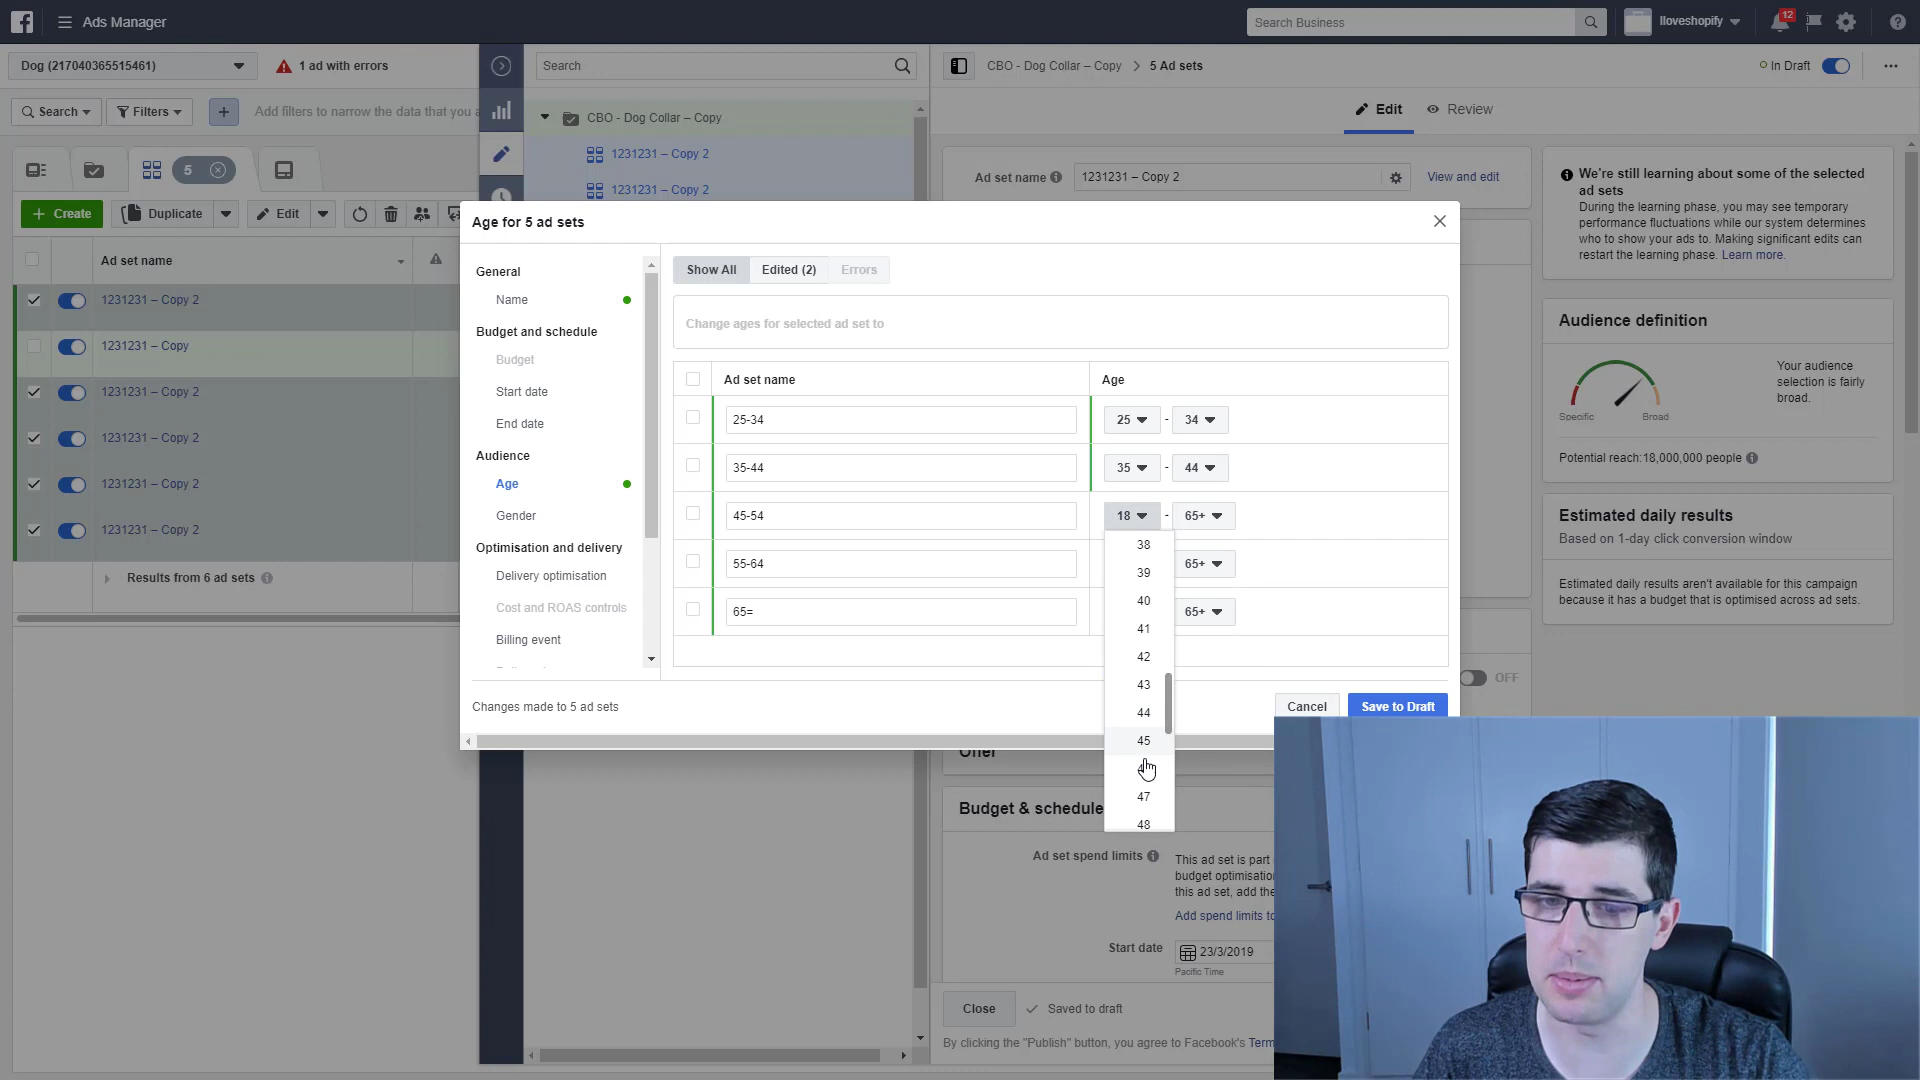 Ads Manager
Search Business
Iloveshopify
12
Dog (217040365515461)
1 ad with errors
Search
CBO - Dog Collar – Copy
5 Ad sets
In Draft
Search
Filters
Add filters to narrow the data that you a
CBO - Dog Collar – Copy
Edit
Review
1231231 – Copy 2
1231231 – Copy 2
5
Ad set name
1231231 – Copy 2
View and edit
We're still learning about some of the selected
ad sets
During the learning phase, you may see temporary
performance fluctuations while our system determines
who to show your ads to. Making significant edits can
restart the learning phase. Learn more.
Create
Duplicate
Edit
Age for 5 ad sets
Ad set name
1231231 – Copy 2
1231231 – Copy
1231231 – Copy 2
1231231 – Copy 2
1231231 – Copy 2
1231231 – Copy 2
Results from 6 ad sets
General
Name
Budget and schedule
Budget
Start date
End date
Audience
Age
Gender
Optimisation and delivery
Delivery optimisation
Cost and ROAS controls
Billing event
Show All
Edited (2)
Errors
Change ages for selected ad set to
Ad set name
Age
25-34
25 - 34
35-44
35 - 44
45-54
18 - 65+
55-64
65+
65=
65+
38
39
40
41
42
43
44
45
47
48
Changes made to 5 ad sets
Cancel
Save to Draft
Audience definition
Your audience
selection is fairly
broad.
Specific
Broad
Potential reach:18,000,000 people
Estimated daily results
Based on 1-day click conversion window
Estimated daily results aren't available for this campaign
because it has a budget that is optimised across ad sets.
OFF
Offer
Budget & schedule
Ad set spend limits
This ad set is part
budget optimisation
this ad set, add the
Add spend limits to
Start date
23/3/2019
Pacific Time
Close
Saved to draft
By clicking the "Publish" button, you agree to Facebook's Term